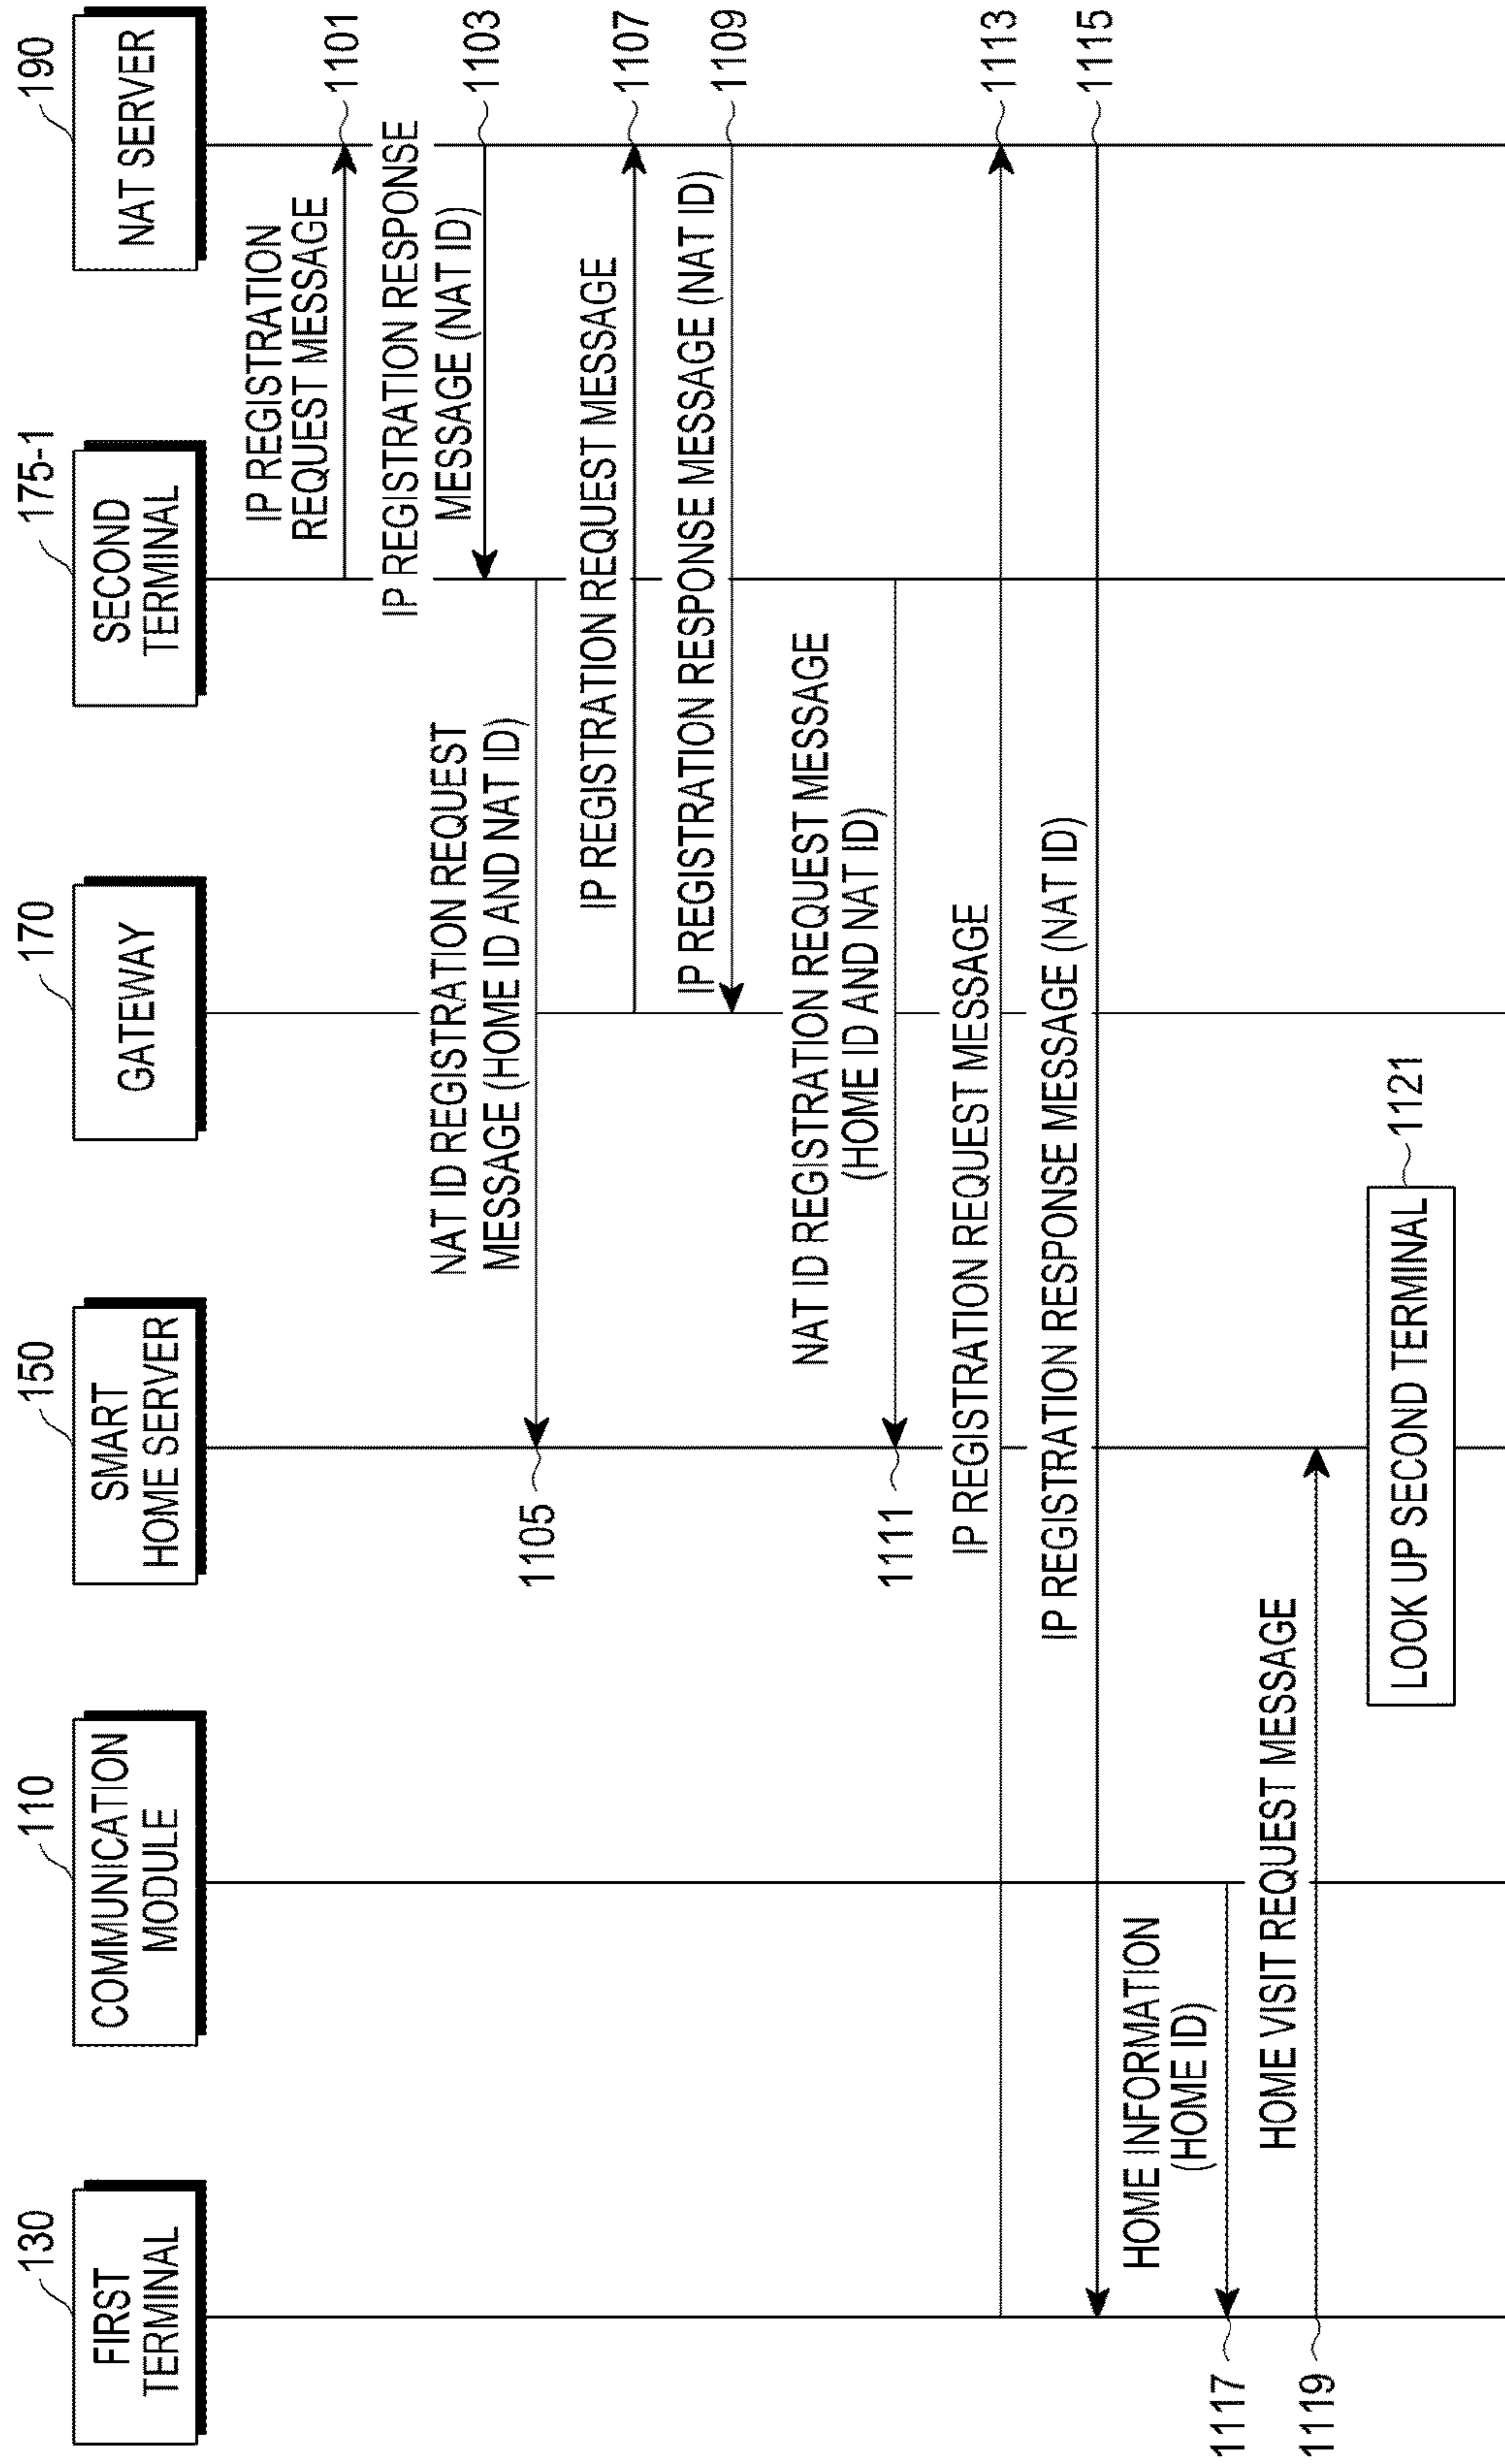 130
FIRST
TERMINAL
110
COMMUNICATION
MODULE
150
SMART
HOME SERVER
170
GATEWAY
175-1
SECOND
TERMINAL
190
NAT SERVER
IP REGISTRATION
REQUEST MESSAGE
1101
IP REGISTRATION RESPONSE
MESSAGE (NAT ID)
1103
NAT ID REGISTRATION REQUEST
MESSAGE (HOME ID AND NAT ID)
1105
IP REGISTRATION REQUEST MESSAGE
1107
IP REGISTRATION RESPONSE MESSAGE (NAT ID)
1109
NAT ID REGISTRATION REQUEST MESSAGE
(HOME ID AND NAT ID)
1111
IP REGISTRATION REQUEST MESSAGE
1113
IP REGISTRATION RESPONSE MESSAGE (NAT ID)
1115
HOME INFORMATION
(HOME ID)
1117
HOME VISIT REQUEST MESSAGE
1119
LOOK UP SECOND TERMINAL
1121